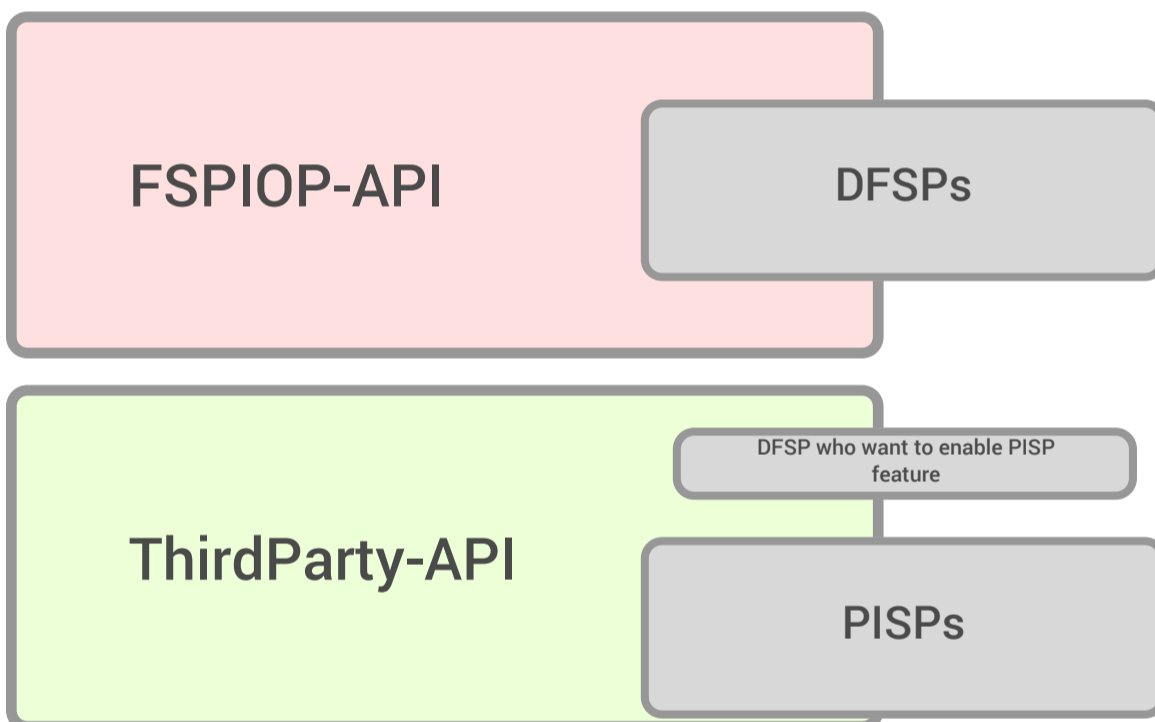 FSPIOP-API
DFSPs
DFSP who want to enable PISP
feature
ThirdParty-API
PISPs